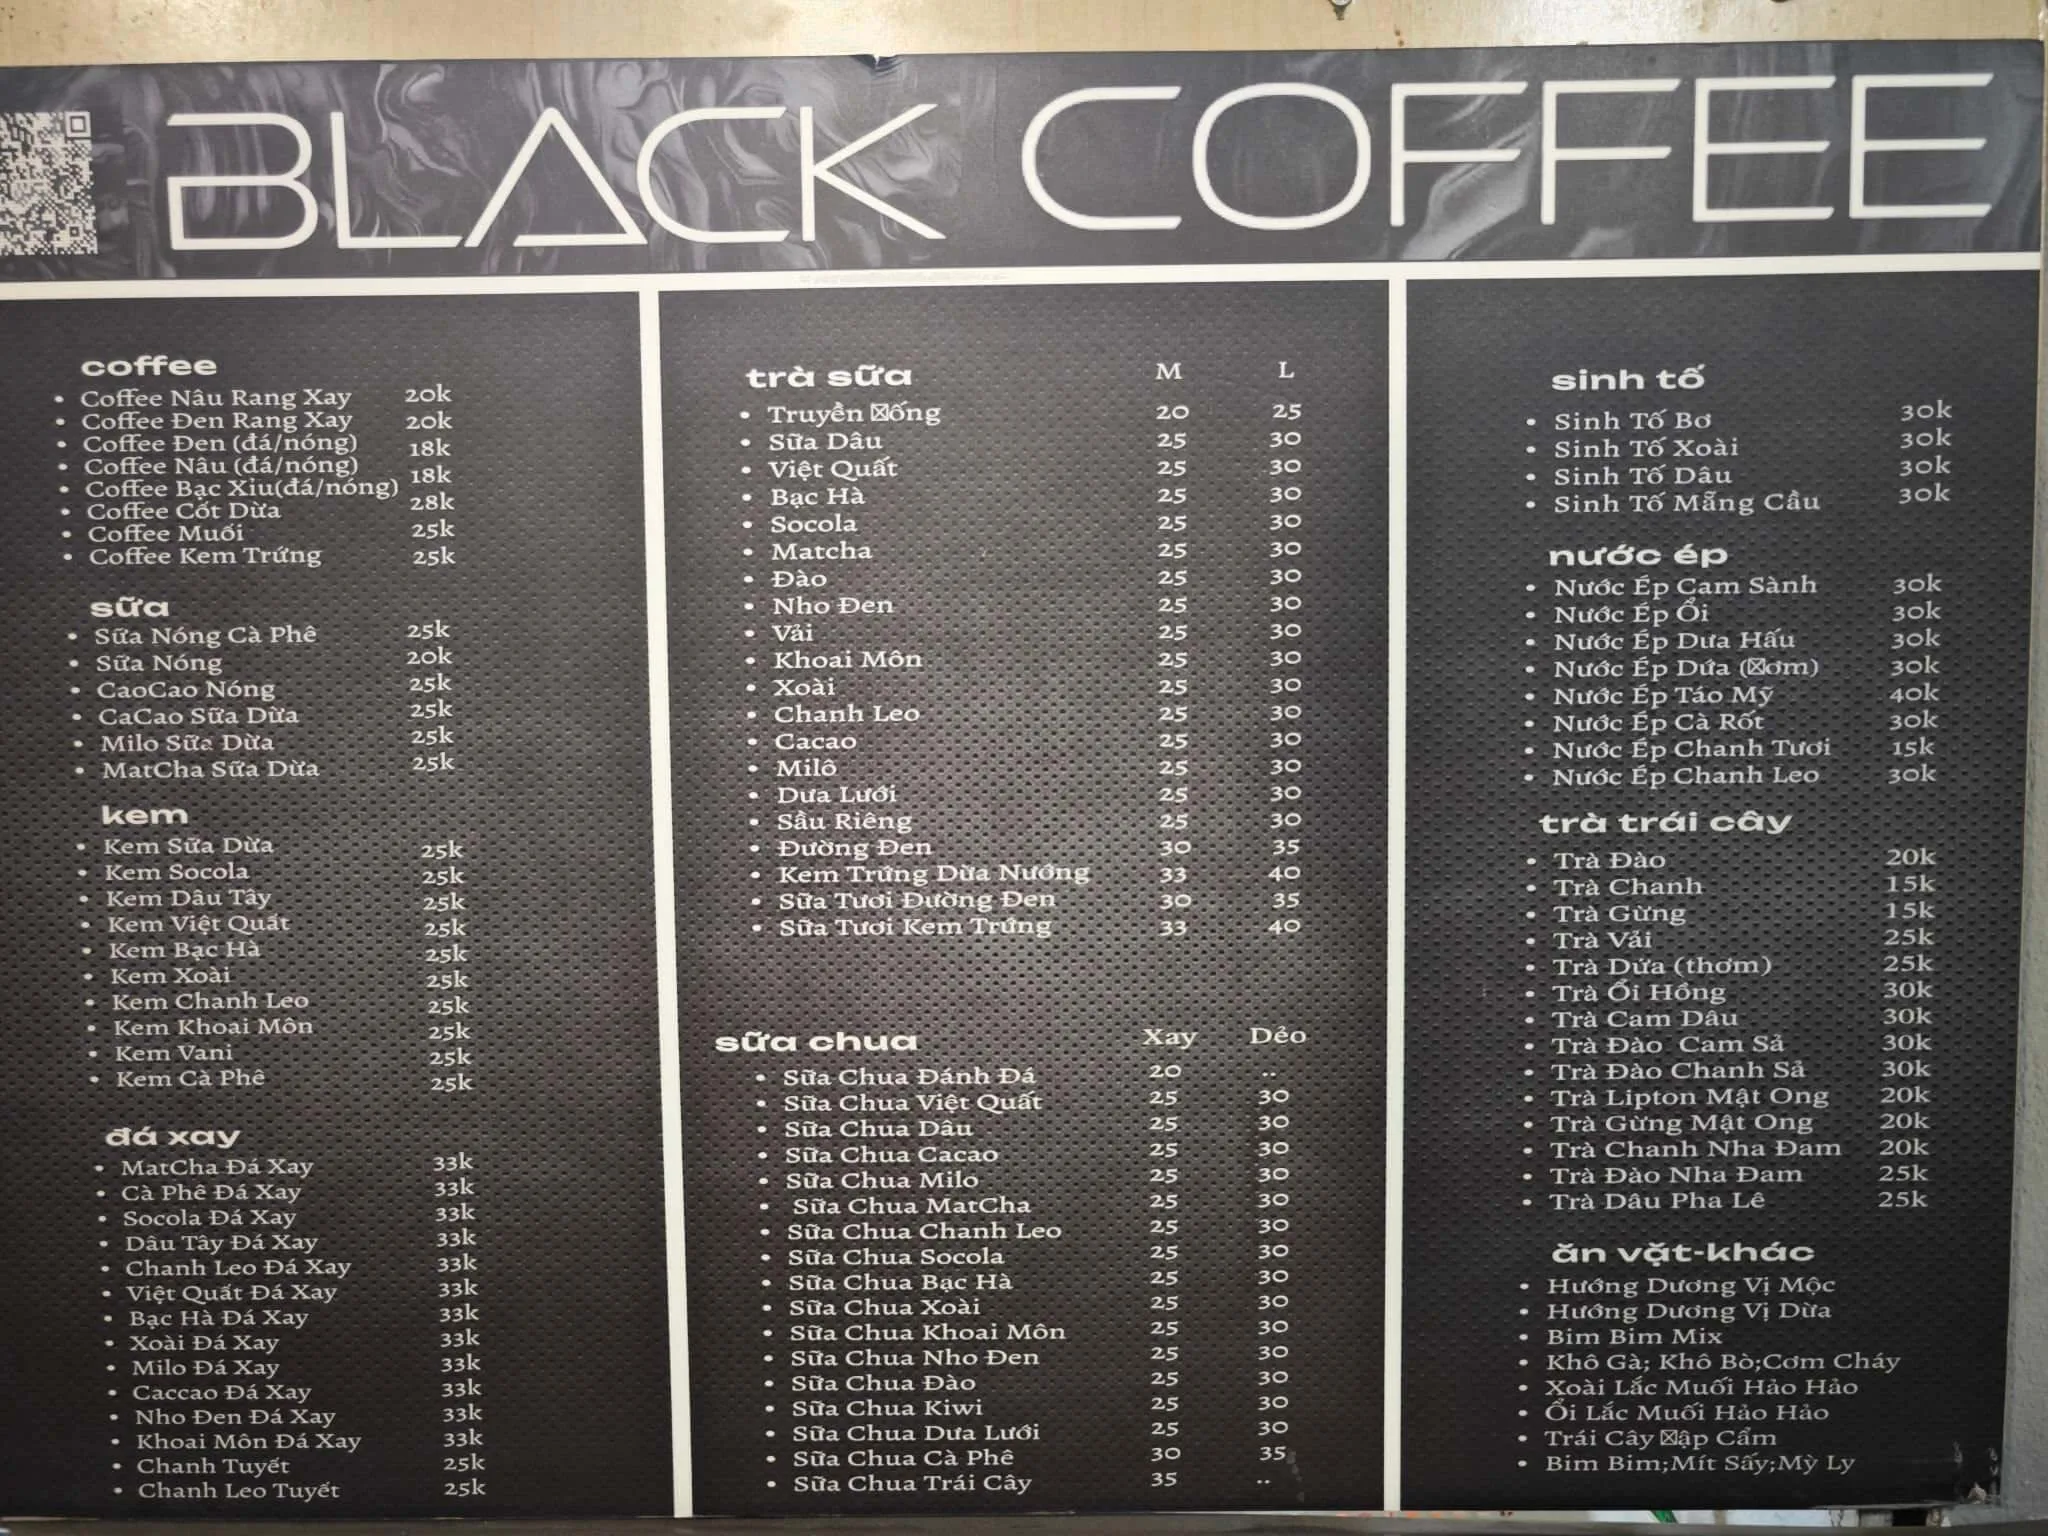 BLACK COFFEE
coffee
• Coffee Nâu Rang Xay 20k
• Coffee Đen Rang Xay 20k
• Coffee Đen (đá/nóng) 18k
• Coffee Nâu (đá/nóng) 18k
• Coffee Bạc Xỉu(đá/nóng)
• Coffee Cốt Dừa 28k
• Coffee Muối 25k
• Coffee Kem Trứng 25k
sữa
• Sữa Nóng Cà Phê 25k
• Sữa Nóng 20k
• CaoCao Nóng 25k
• CaCao Sữa Dừa 25k
• Milo Sữa Dừa 25k
• MatCha Sữa Dừa 25k
kem
• Kem Sữa Dừa 25k
• Kem Socola 25k
• Kem Dâu Tây 25k
• Kem Việt Quất 25k
• Kem Bạc Hà 25k
• Kem Xoài 25k
• Kem Chanh Leo 25k
• Kem Khoai Môn 25k
• Kem Vani 25k
• Kem Cà Phê 25k
đá xay
• MatCha Đá Xay 33k
• Cà Phê Đá Xay 33k
• Socola Đá Xay 33k
• Dâu Tây Đá Xay 33k
• Chanh Leo Đá Xay 33k
• Việt Quất Đá Xay 33k
• Bạc Hà Đá Xay 33k
• Xoài Đá Xay 33k
• Milo Đá Xay 33k
• Caccao Đá Xay 33k
• Nho Đen Đá Xay 33k
• Khoai Môn Đá Xay 33k
• Chanh Tuyết 25k
• Chanh Leo Tuyết 25k
trà sữa M L
• Truyền ☒ống 20 25
• Sữa Dâu 25 30
• Việt Quất 25 30
• Bạc Hà 25 30
• Socola 25 30
• Matcha 25 30
• Đào 25 30
• Nho Đen 25 30
• Vải 25 30
• Khoai Môn 25 30
• Xoài 25 30
• Chanh Leo 25 30
• Cacao 25 30
• Milô 25 30
• Dưa Lưới 25 30
• Sầu Riêng 25 30
• Đường Đen 30 35
• Kem Trứng Dừa Nướng 33 40
• Sữa Tươi Đường Đen 30 35
• Sữa Tươi Kem Trứng 33 40
sữa chua Xay Dẻo
• Sữa Chua Đánh Đá 20 ..
• Sữa Chua Việt Quất 25 30
• Sữa Chua Dâu 25 30
• Sữa Chua Cacao 25 30
• Sữa Chua Milo 25 30
• Sữa Chua MatCha 25 30
• Sữa Chua Chanh Leo 25 30
• Sữa Chua Socola 25 30
• Sữa Chua Bạc Hà 25 30
• Sữa Chua Xoài 25 30
• Sữa Chua Khoai Môn 25 30
• Sữa Chua Nho Đen 25 30
• Sữa Chua Đào 25 30
• Sữa Chua Kiwi 25 30
• Sữa Chua Dưa Lưới 25 30
• Sữa Chua Cà Phê 30 35
• Sữa Chua Trái Cây 35 ..
sinh tố
• Sinh Tố Bơ 30k
• Sinh Tố Xoài 30k
• Sinh Tố Dâu 30k
• Sinh Tố Mãng Cầu 30k
nước ép
• Nước Ép Cam Sành 30k
• Nước Ép Ổi 30k
• Nước Ép Dưa Hấu 30k
• Nước Ép Dứa (☒ơm) 30k
• Nước Ép Táo Mỹ 40k
• Nước Ép Cà Rốt 30k
• Nước Ép Chanh Tươi 15k
• Nước Ép Chanh Leo 30k
trà trái cây
• Trà Đào 20k
• Trà Chanh 15k
• Trà Gừng 15k
• Trà Vải 25k
• Trà Dứa (thơm) 25k
• Trà Ổi Hồng 30k
• Trà Cam Dâu 30k
• Trà Đào Cam Sả 30k
• Trà Đào Chanh Sả 30k
• Trà Lipton Mật Ong 20k
• Trà Gừng Mật Ong 20k
• Trà Chanh Nha Đam 20k
• Trà Đào Nha Đam 25k
• Trà Dâu Pha Lê 25k
ăn vặt-khác
• Hướng Dương Vị Mộc
• Hướng Dương Vị Dừa
• Bim Bim Mix
• Khô Gà; Khô Bò;Cơm Cháy
• Xoài Lắc Muối Hảo Hảo
• Ổi Lắc Muối Hảo Hảo
• Trái Cây ☒ập Cẩm
• Bim Bim;Mít Sấy;Mỳ Ly